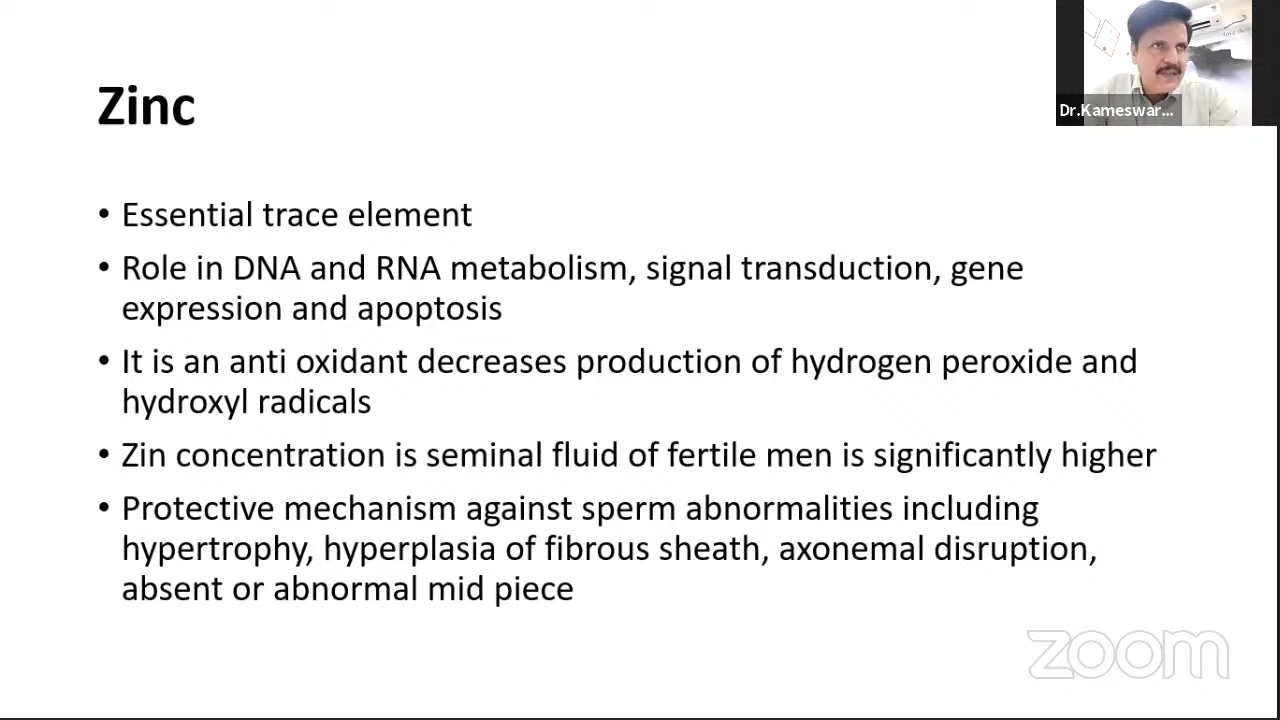 Zinc
Dr.Kameswar...
• Essential trace element
• Role in DNA and RNA metabolism, signal transduction, gene
expression and apoptosis
• It is an anti oxidant decreases production of hydrogen peroxide and
hydroxyl radicals
• Zin concentration is seminal fluid of fertile men is significantly higher
• Protective mechanism against sperm abnormalities including
hypertrophy, hyperplasia of fibrous sheath, axonemal disruption,
absent or abnormal mid piece
zoom